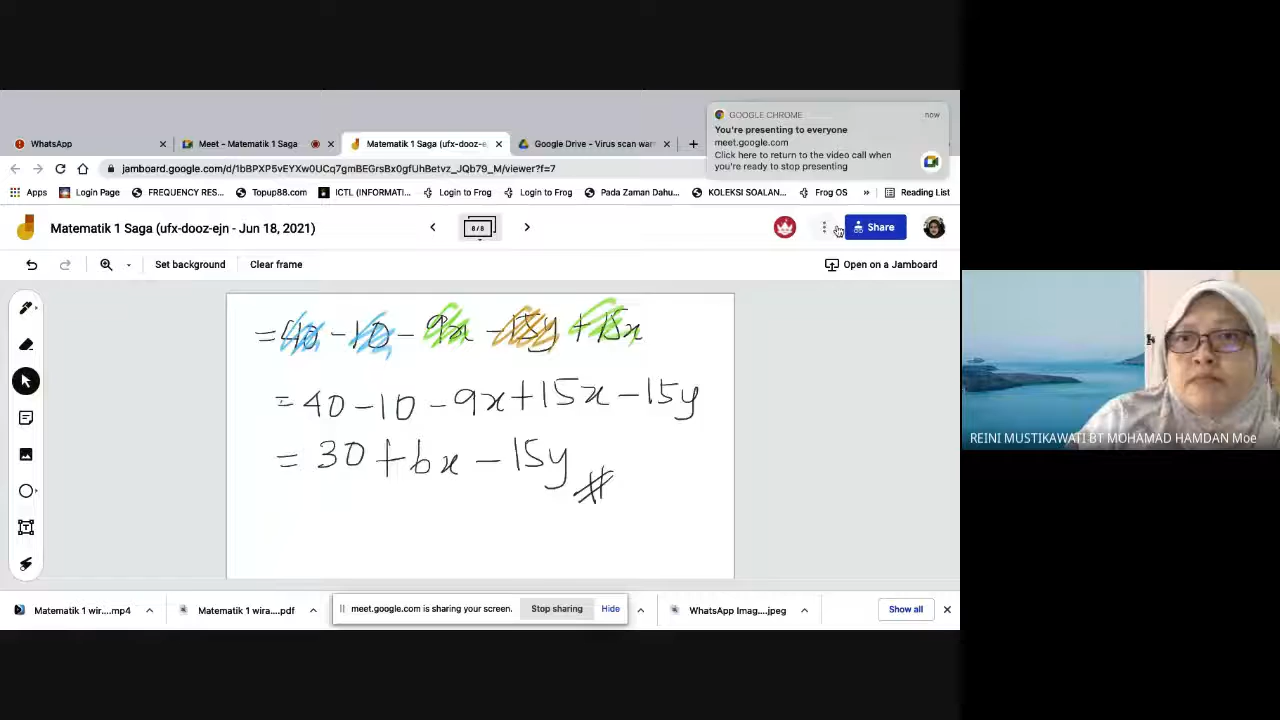 GOOGLE CHROME now
You're presenting to everyone
meet.google.com
Click here to return to the video call when
you're ready to stop presenting
WhatsApp
Meet - Matematik 1 Saga
Matematik 1 Saga (ufx-dooz-e
Google Drive - Virus scan warn
jamboard.google.com/d/1bBPXP5vEYXw0UCq7gmBEGrsBx0gfUhBetvz_JQb79_M/viewer?f=7
Apps Login Page FREQUENCY RES... Topup88.com ICTL (INFORMATI... Login to Frog Login to Frog Pada Zaman Dahu... KOLEKSI SOALAN... Frog OS » Reading List
Matematik 1 Saga (ufx-dooz-ejn - Jun 18, 2021)
8/8
Share
Set background Clear frame
Open on a Jamboard
= 40 - 10 - 9x - 15y + 15x
= 40 - 10 - 9x + 15x - 15y
= 30 + 6x - 15y #
REINI MUSTIKAWATI BT MOHAMAD HAMDAN Moe
Matematik 1 wir....mp4
Matematik 1 wira....pdf
meet.google.com is sharing your screen. Stop sharing Hide
WhatsApp Imag....jpeg
Show all